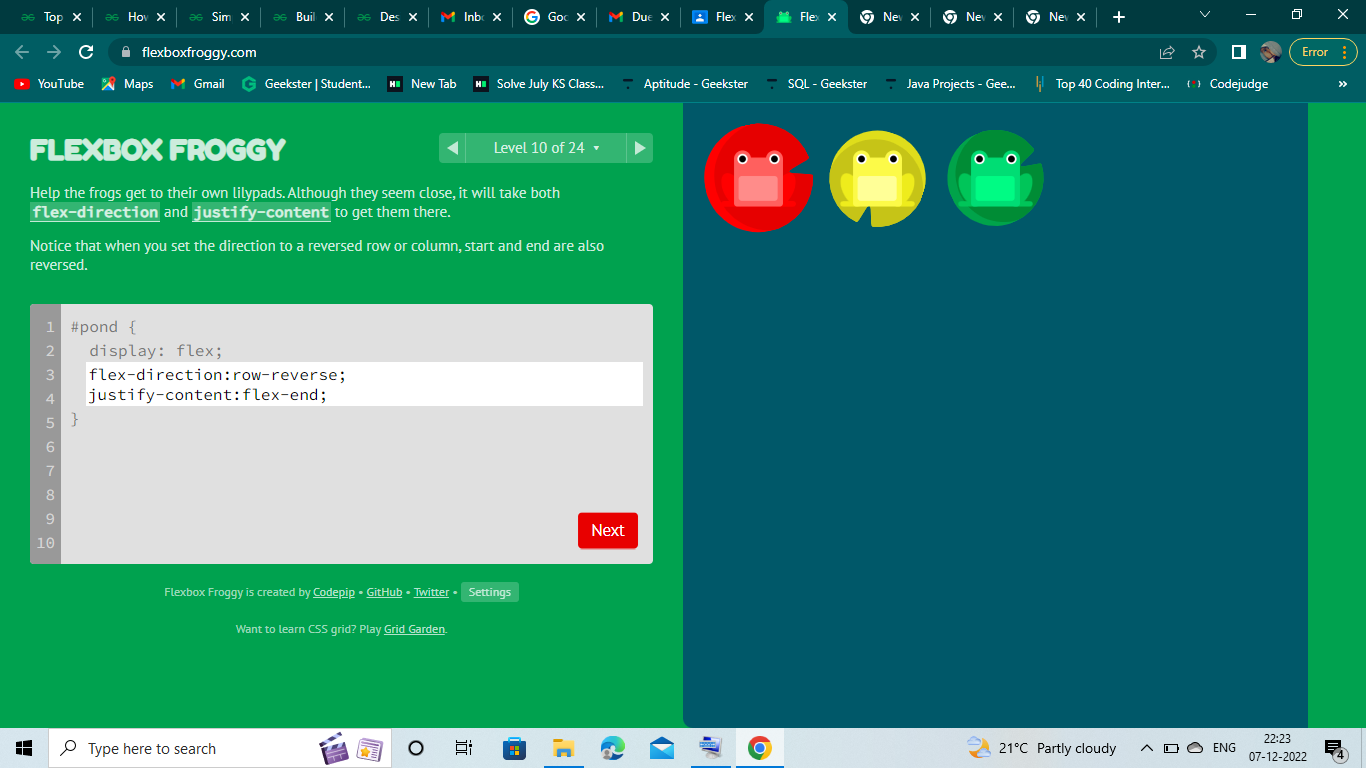 Top
How
Sim
Buil
Des
Inbo
Goo
Due
Flex
Flex
New
New
New
flexboxfroggy.com
Error
YouTube
Maps
Gmail
Geekster | Student...
New Tab
Solve July KS Class...
Aptitude - Geekster
SQL - Geekster
Java Projects - Gee...
Top 40 Coding Inter...
Codejudge
»
FLEXBOX FROGGY
Level 10 of 24
Help the frogs get to their own lilypads. Although they seem close, it will take both
flex-direction and justify-content to get them there.
Notice that when you set the direction to a reversed row or column, start and end are also
reversed.
1 #pond {
2 display: flex;
3 flex-direction:row-reverse;
4 justify-content:flex-end;
5 }
6
7
8
9
10
Next
Flexbox Froggy is created by Codepip • GitHub • Twitter • Settings
Want to learn CSS grid? Play Grid Garden.
Type here to search
21°C Partly cloudy
ENG
22:23
07-12-2022
4